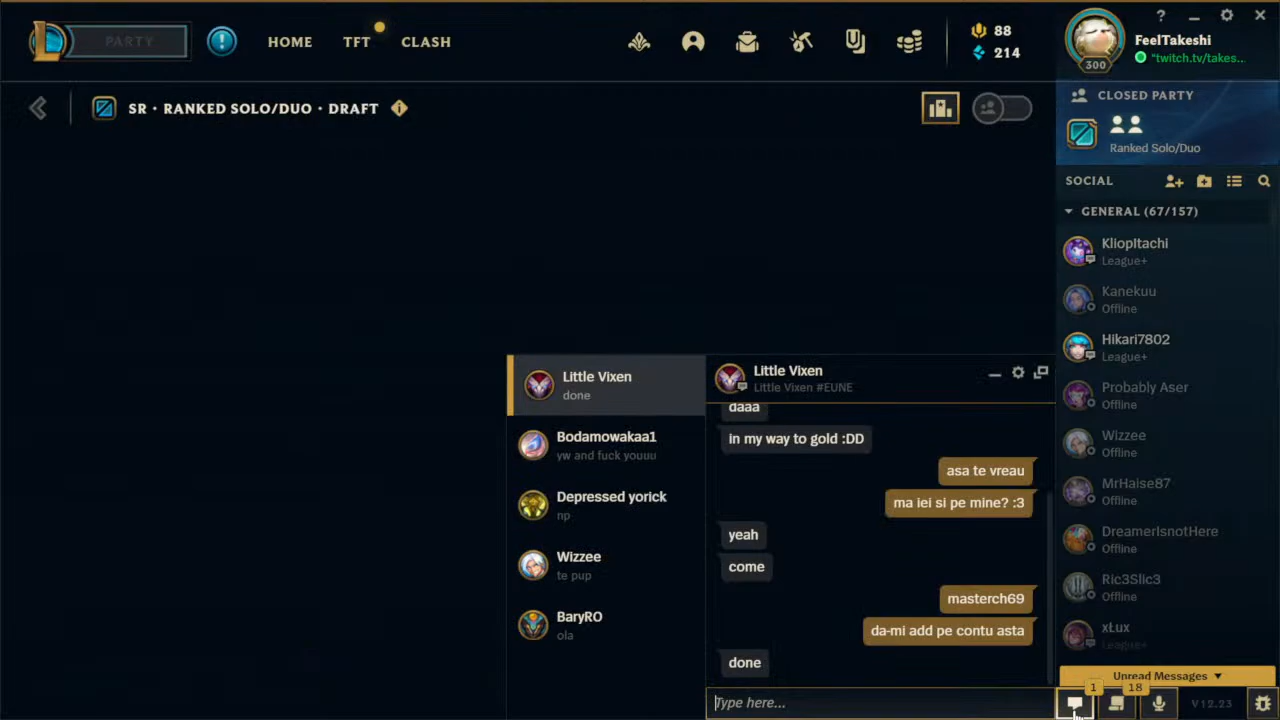 PARTY
HOME
TFT
CLASH
88
214
?
300
FeelTakeshi
"twitch.tv/takes...
SR • RANKED SOLO/DUO • DRAFT
CLOSED PARTY
Ranked Solo/Duo
SOCIAL
GENERAL (67/157)
KliopItachi
League+
Kanekuu
Offline
Hikari7802
League+
Probably Aser
Offline
Wizzee
Offline
MrHaise87
Offline
DreamerIsnotHere
Offline
Ric3Slic3
Offline
xŁux
League+
Unread Messages
Little Vixen
done
Bodamowakaa1
yw and fuck youuu
Depressed yorick
np
Wizzee
te pup
BaryRO
ola
Little Vixen
Little Vixen #EUNE
daaa
in my way to gold :DD
asa te vreau
ma iei si pe mine? :3
yeah
come
masterch69
da-mi add pe contu asta
done
Type here...
1
18
V12.23